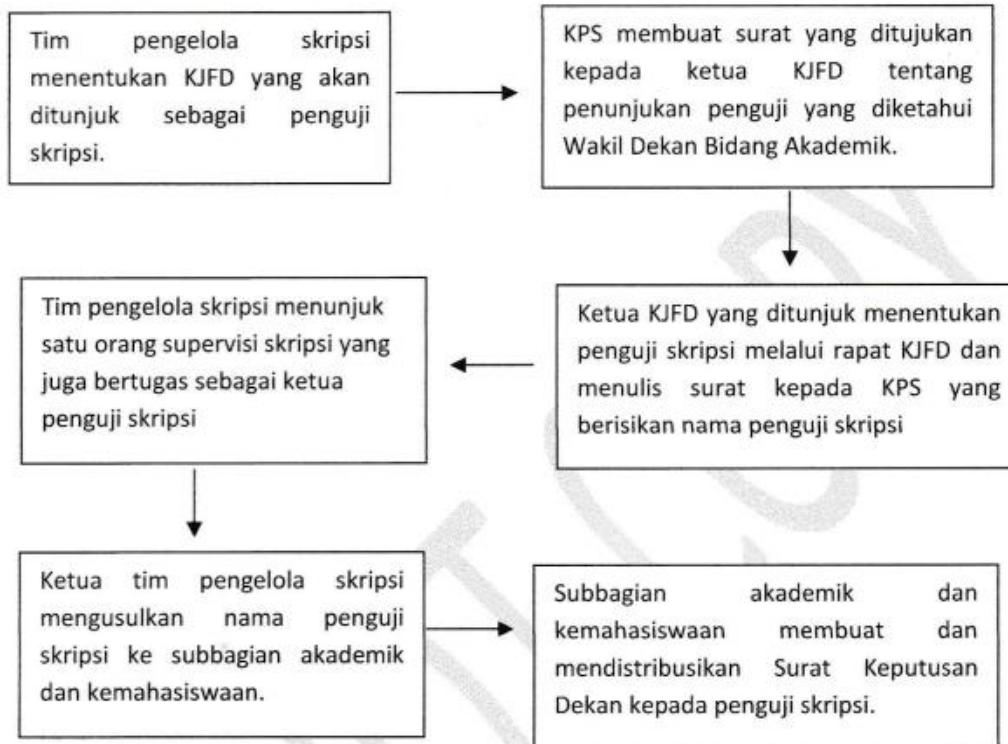 Tim pengelola skripsi
menentukan KJFD yang akan
ditunjuk sebagai penguji
skripsi.
KPS membuat surat yang ditujukan
kepada ketua KJFD tentang
penunjukan penguji yang diketahui
Wakil Dekan Bidang Akademik.
Ketua KJFD yang ditunjuk menentukan
penguji skripsi melalui rapat KJFD dan
menulis surat kepada KPS yang
berisikan nama penguji skripsi
Tim pengelola skripsi menunjuk
satu orang supervisi skripsi yang
juga bertugas sebagai ketua
penguji skripsi
Ketua tim pengelola skripsi
mengusulkan nama penguji
skripsi ke subbagian akademik
dan kemahasiswaan.
Subbagian akademik dan
kemahasiswaan membuat dan
mendistribusikan Surat Keputusan
Dekan kepada penguji skripsi.